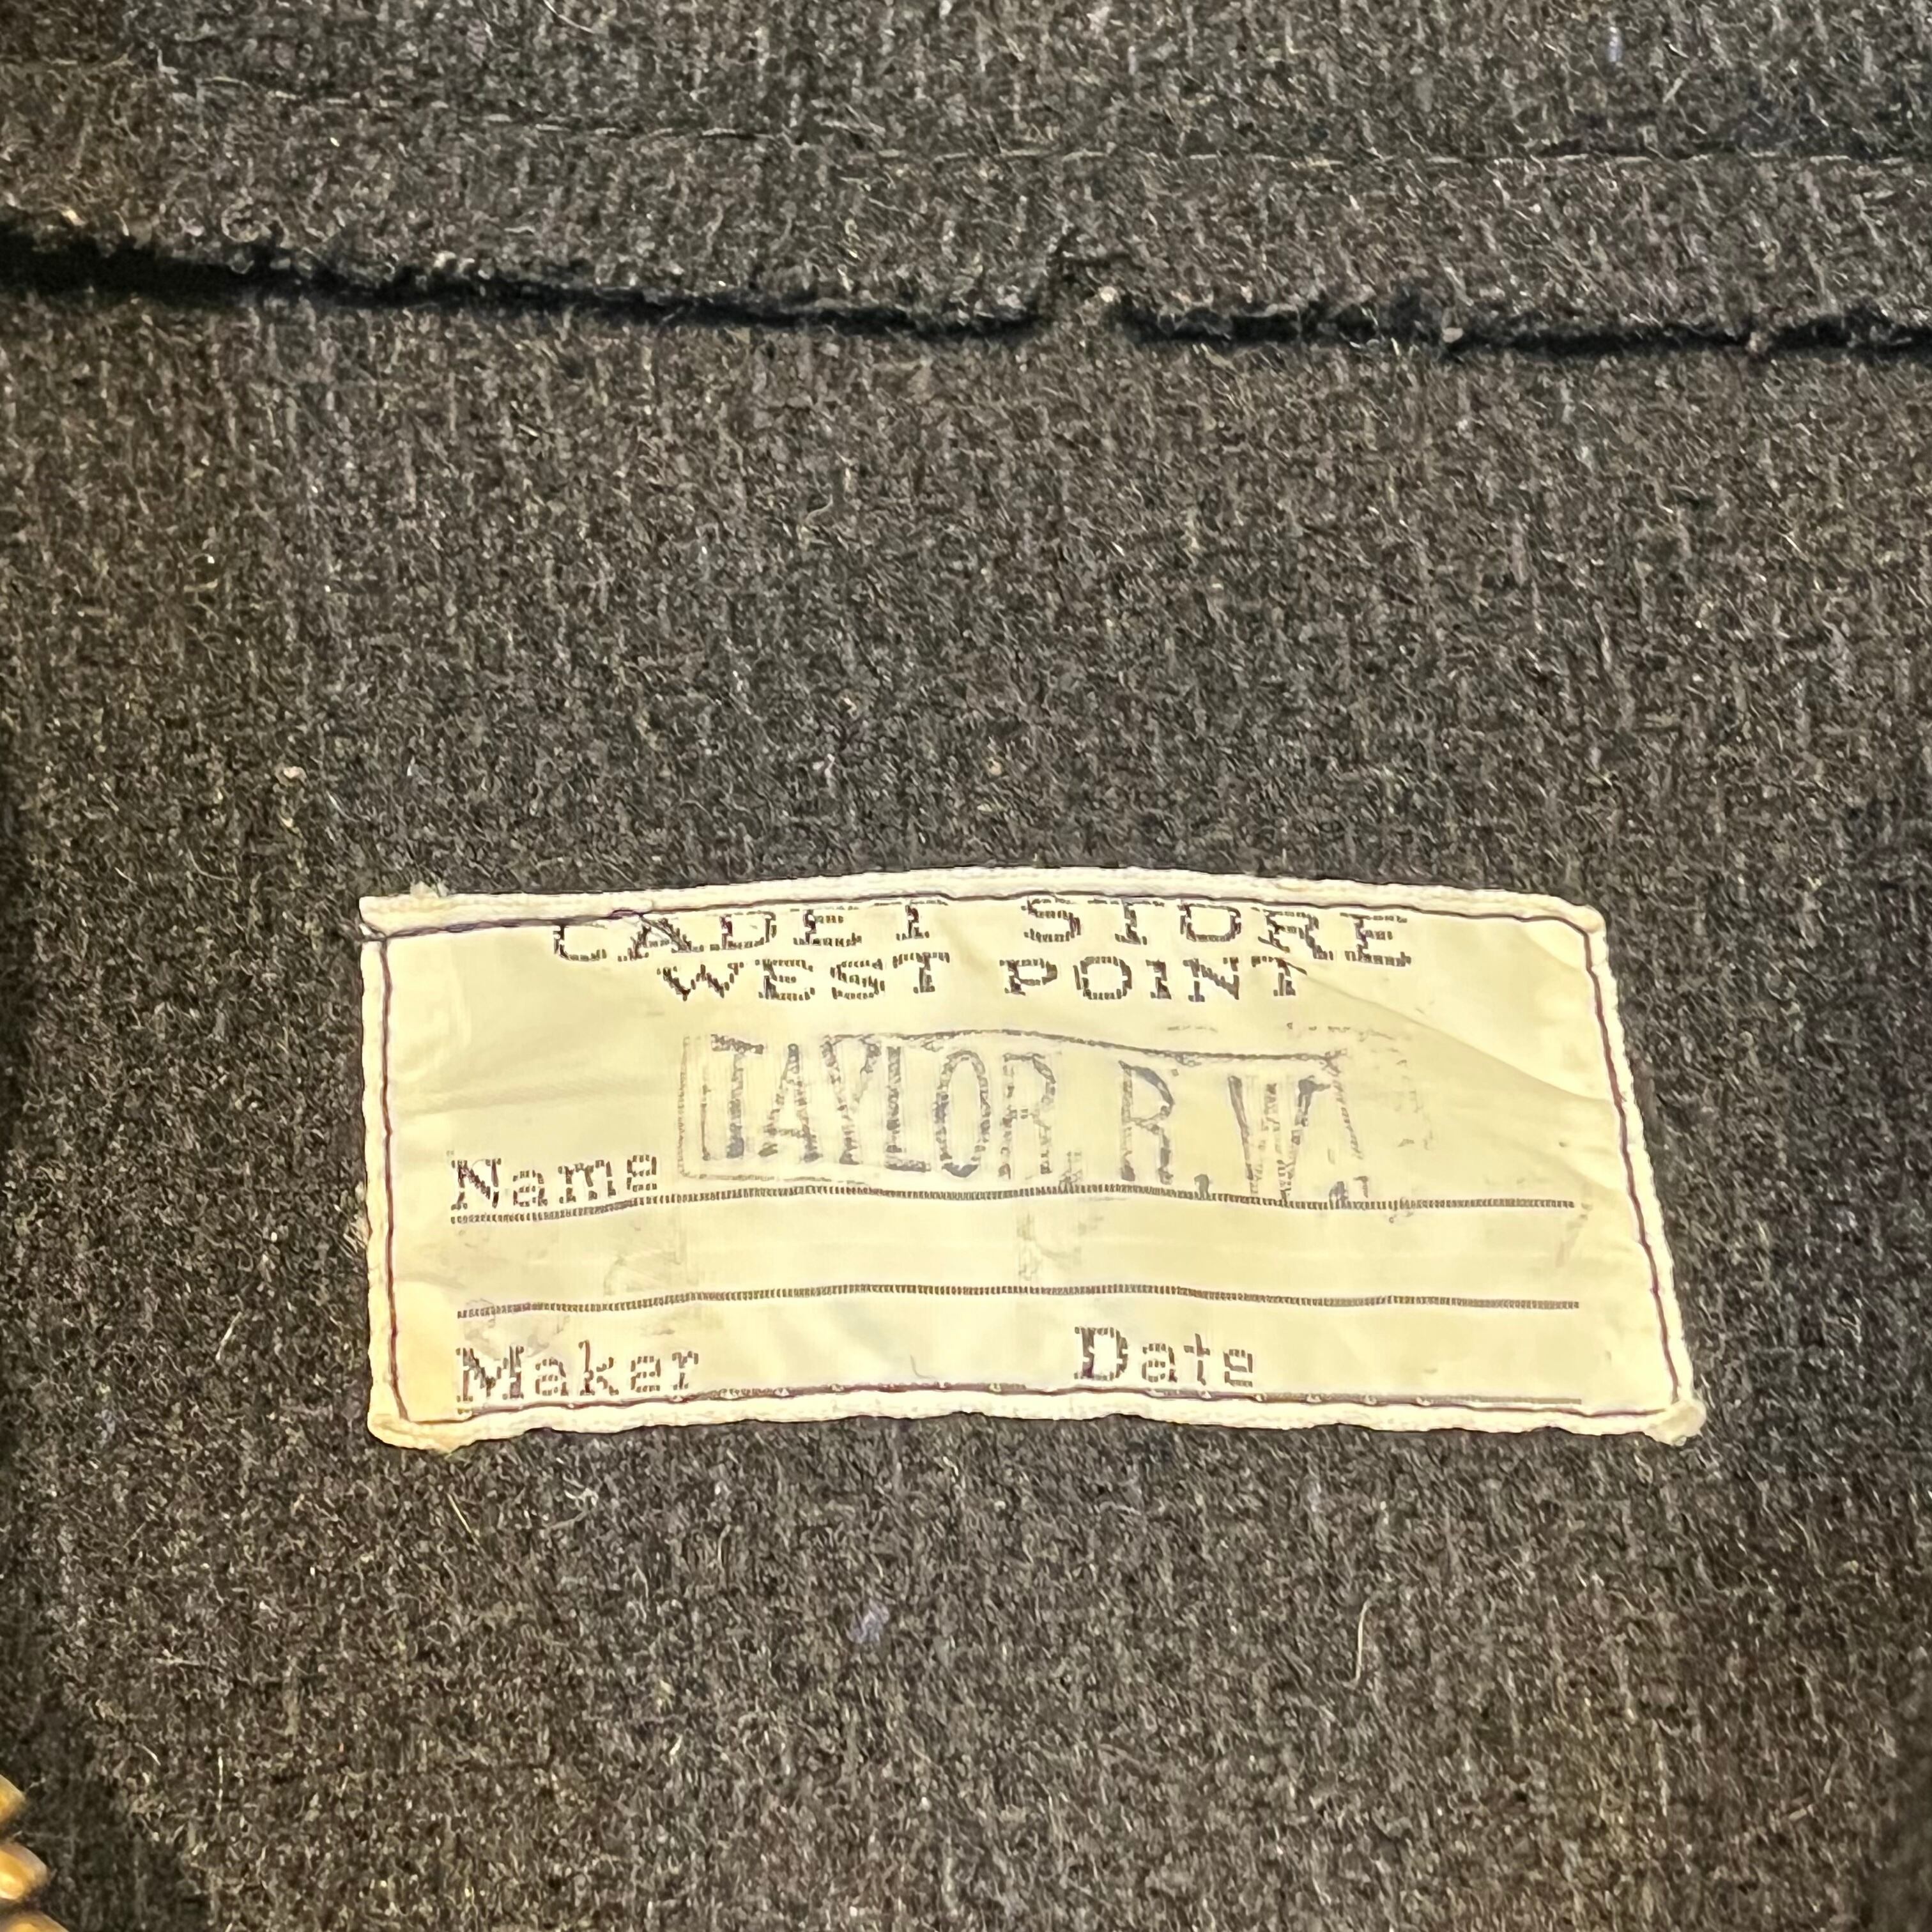 CADET STORE
WEST POINT
Name TAYLOR, R.W.
Maker Date